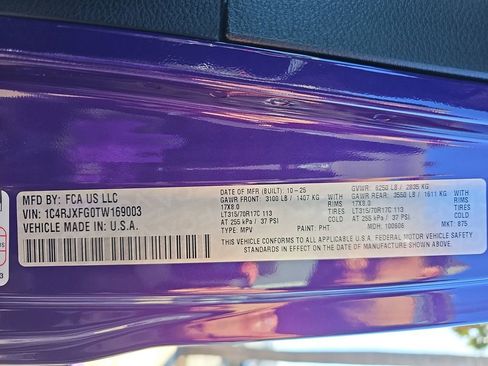 MFD BY: FCA US LLC
VIN: 1C4RJXFG0TW169003
VEHICLE MADE IN: U.S.A.
DATE OF MFR (BUILT): 10-25
GVWR: 6250 LB / 2835 KG
GAWR FRONT: 3100 LB / 1407 KG WITH
GAWR REAR: 3550 LB / 1611 KG WITH
17X8.0 RIMS
17X8.0 RIMS
LT315/70R17C 113 TIRES
LT315/70R17C 113 TIRES
AT 255 kPa / 37 PSI
AT 255 kPa / 37 PSI
TYPE: MPV
PAINT: PHT
MDH: 100606
MKT: 875
THIS VEHICLE CONFORMS TO ALL APPLICABLE U.S.A. FEDERAL MOTOR VEHICLE SAFETY
STANDARDS IN EFFECT ON THE DATE OF MANUFACTURE SHOWN ABOVE.